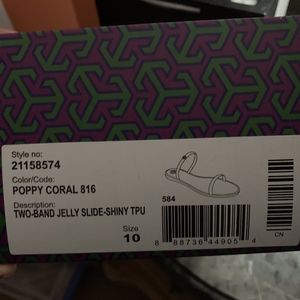 Style no:
21158574
Color/Code:
POPPY CORAL 816
Description:
584
TWO-BAND JELLY SLIDE-SHINY TPU
Size
10
8 88736 44905 4
CN